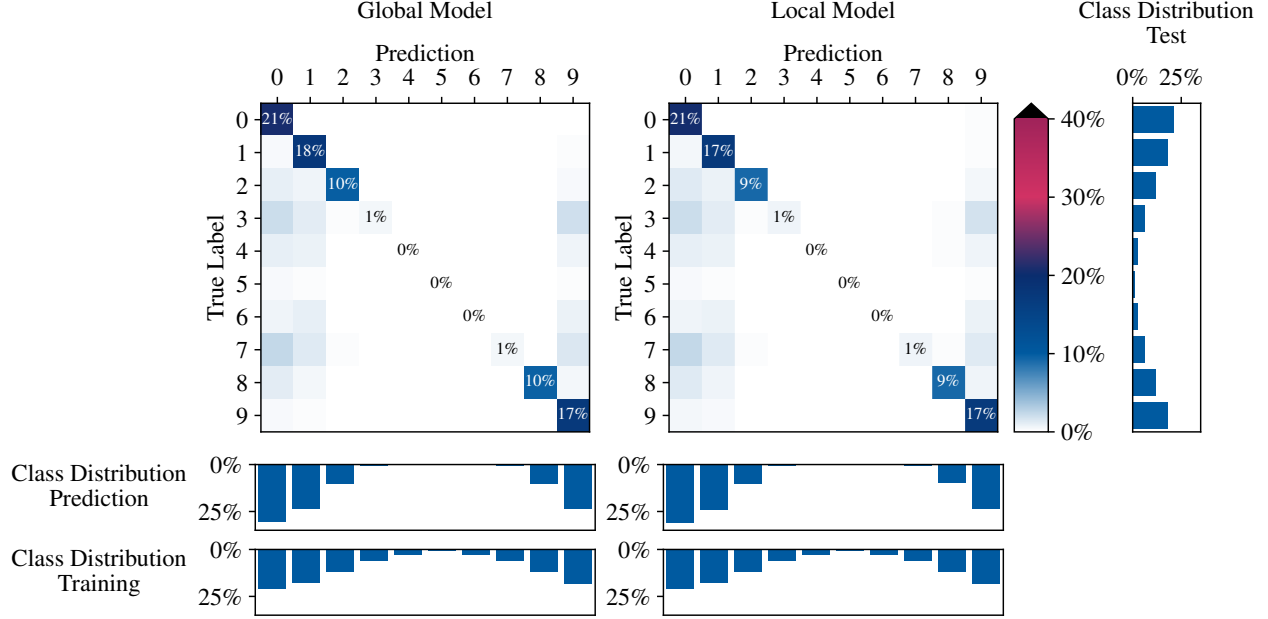 Global Model
Local Model
Class Distribution
Test
Prediction
Prediction
0 1 2 3 4 5 6 7 8 9
0 1 2 3 4 5 6 7 8 9
0% 25%
True Label
0 21%
1 18%
2 10%
3 1%
4 0%
5 0%
6 0%
7 1%
8 10%
9 17%
True Label
0 21%
1 17%
2 9%
3 1%
4 0%
5 0%
6 0%
7 1%
8 9%
9 17%
40%
30%
20%
10%
0%
Class Distribution
Prediction
0%
25%
0%
25%
Class Distribution
Training
0%
25%
0%
25%